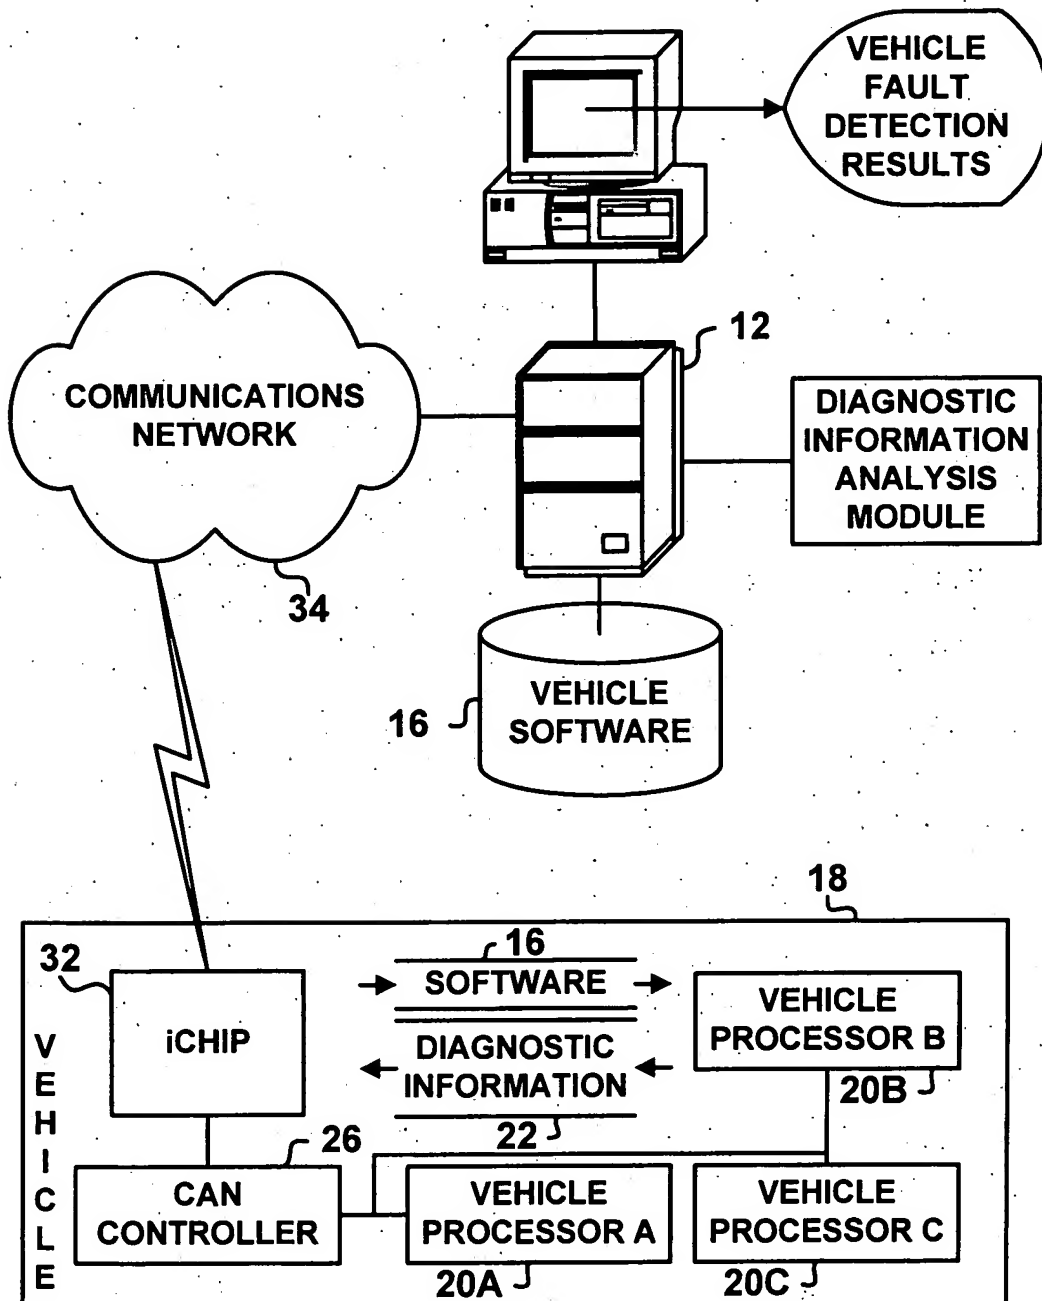 VEHICLE
FAULT
DETECTION
RESULTS
12
COMMUNICATIONS
NETWORK
DIAGNOSTIC
INFORMATION
ANALYSIS
MODULE
34
VEHICLE
SOFTWARE
16
18
32
16
SOFTWARE
iCHIP
VEHICLE
PROCESSOR B
DIAGNOSTIC
INFORMATION
20B
22
VEHICLE
26
CAN
CONTROLLER
VEHICLE
PROCESSOR A
VEHICLE
PROCESSOR C
20A
20C